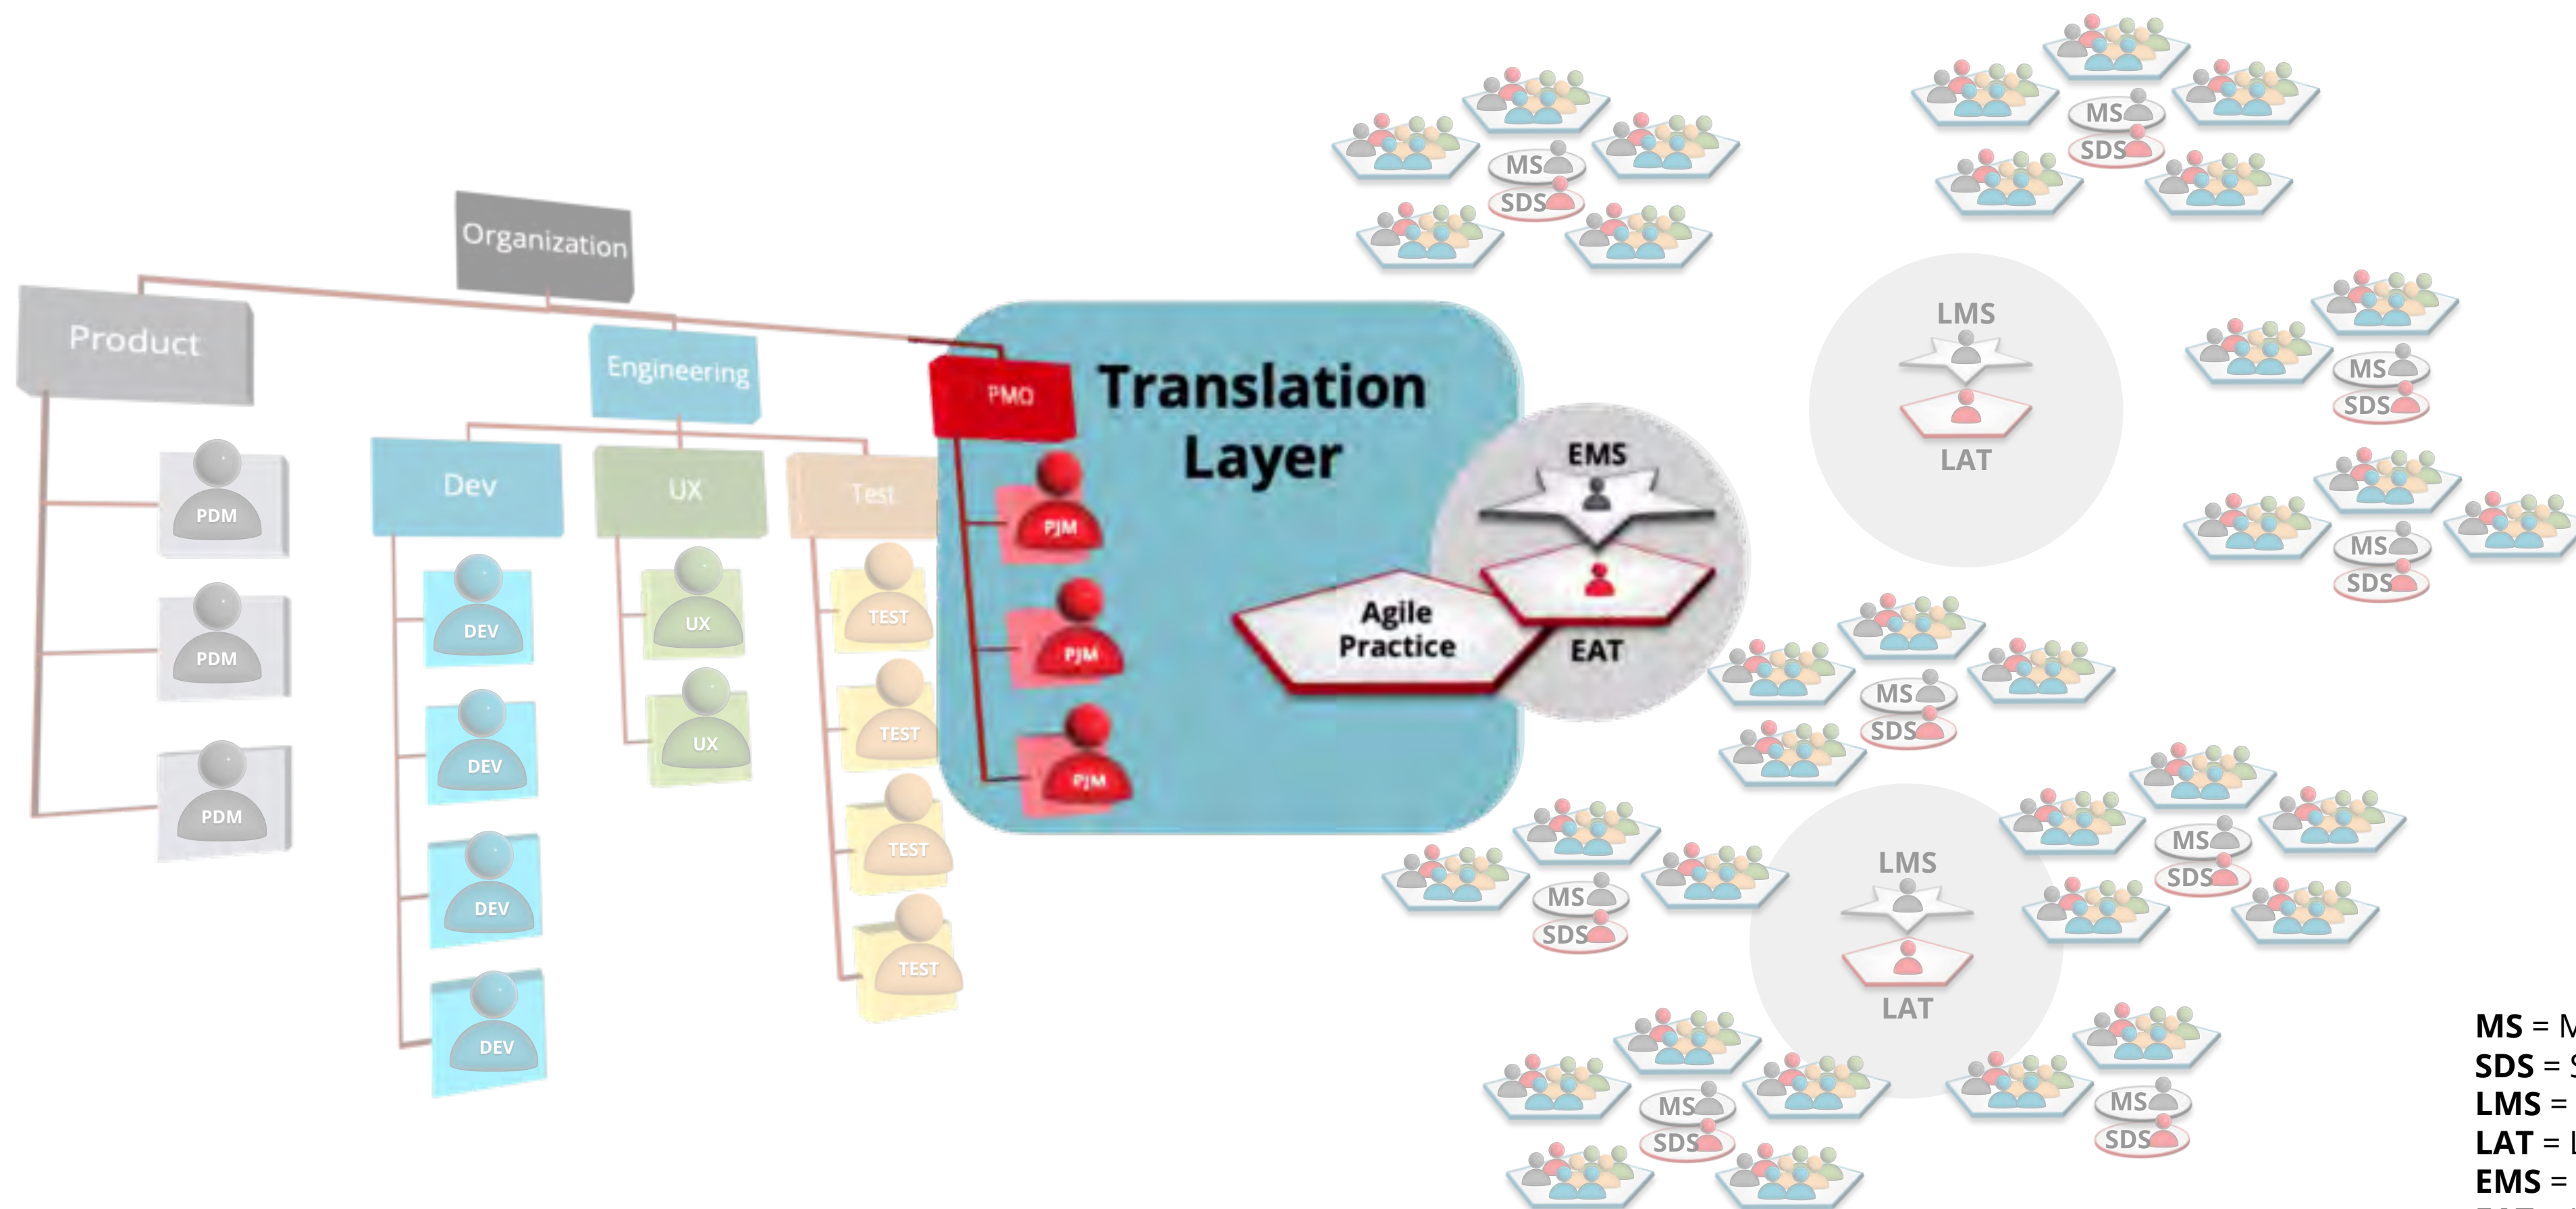 Organization
Product
Engineering
PMO
Dev
UX
Test
PDM
PDM
PDM
DEV
DEV
DEV
DEV
UX
UX
TEST
TEST
TEST
TEST
PJM
PJM
PJM
Translation
Layer
Agile
Practice
EMS
EAT
MS
SDS
MS
SDS
LMS
LAT
MS
SDS
MS
SDS
MS
SDS
MS
SDS
MS
SDS
LMS
LAT
MS
SDS
MS
SDS
MS =
SDS =
LMS =
LAT =
EMS =